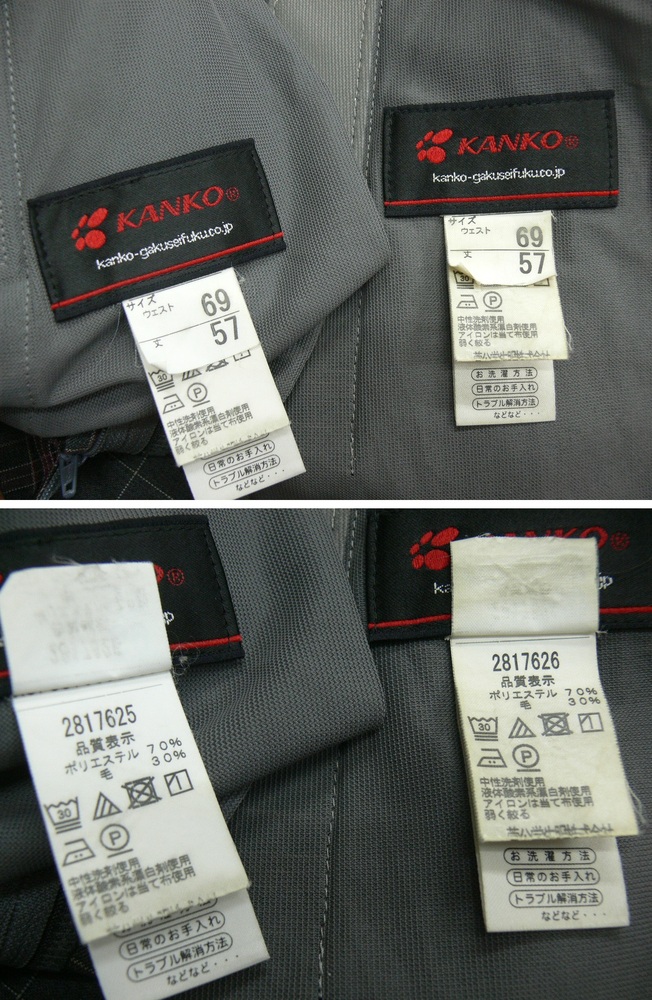 KANKO®
kanko-gakuseifuku.co.jp
サイズ
ウェスト 69
丈 57
30
P
中性洗剤使用
液体酸素系漂白剤使用
アイロンは当て布使用
弱く絞る
日常のお手入れ
トラブル解消方法
などなど・・・
KANKO®
kanko-gakuseifuku.co.jp
サイズ
ウェスト 69
57
P
中性洗剤使用
液体酸素系漂白剤使用
アイロンは当て布使用
弱く絞る
お洗濯方法
日常のお手入れ
トラブル解消方法
などなど・・・
®
jp
2817625
品質表示
ポリエステル 70%
毛 30%
30
P
中性洗剤使用
液体酸素系漂白剤使用
アイロンは当て布使用
弱く絞る
日常のお手入れ
トラブル解消方法
などなど・・・
KANKO®
ka
jp
2817626
品質表示
ポリエステル 70%
毛 30%
30
P
中性洗剤使用
液体酸素系漂白剤使用
アイロンは当て布使用
弱く絞る
お洗濯方法
日常のお手入れ
トラブル解消方法
などなど・・・